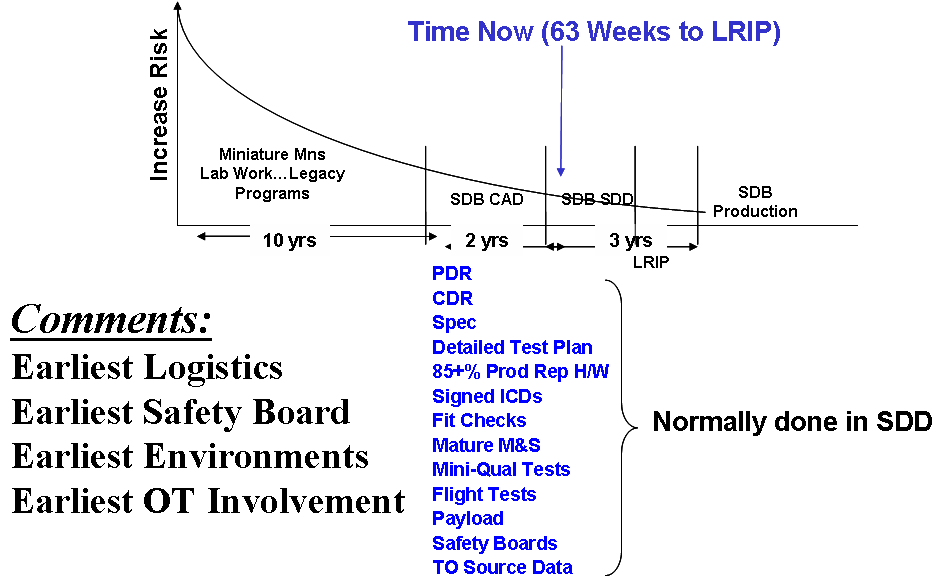 Time Now (63 Weeks to LRIP)
Increase Risk
Miniature Mns
Lab Work...Legacy
Programs
SDB CAD
SDB SDD
SDB
Production
10 yrs
2 yrs
3 yrs
LRIP
Comments:
Earliest Logistics
Earliest Safety Board
Earliest Environments
Earliest OT Involvement
PDR
CDR
Spec
Detailed Test Plan
85+% Prod Rep H/W
Signed ICDs
Fit Checks
Mature M&S
Mini-Qual Tests
Flight Tests
Payload
Safety Boards
TO Source Data
Normally done in SDD